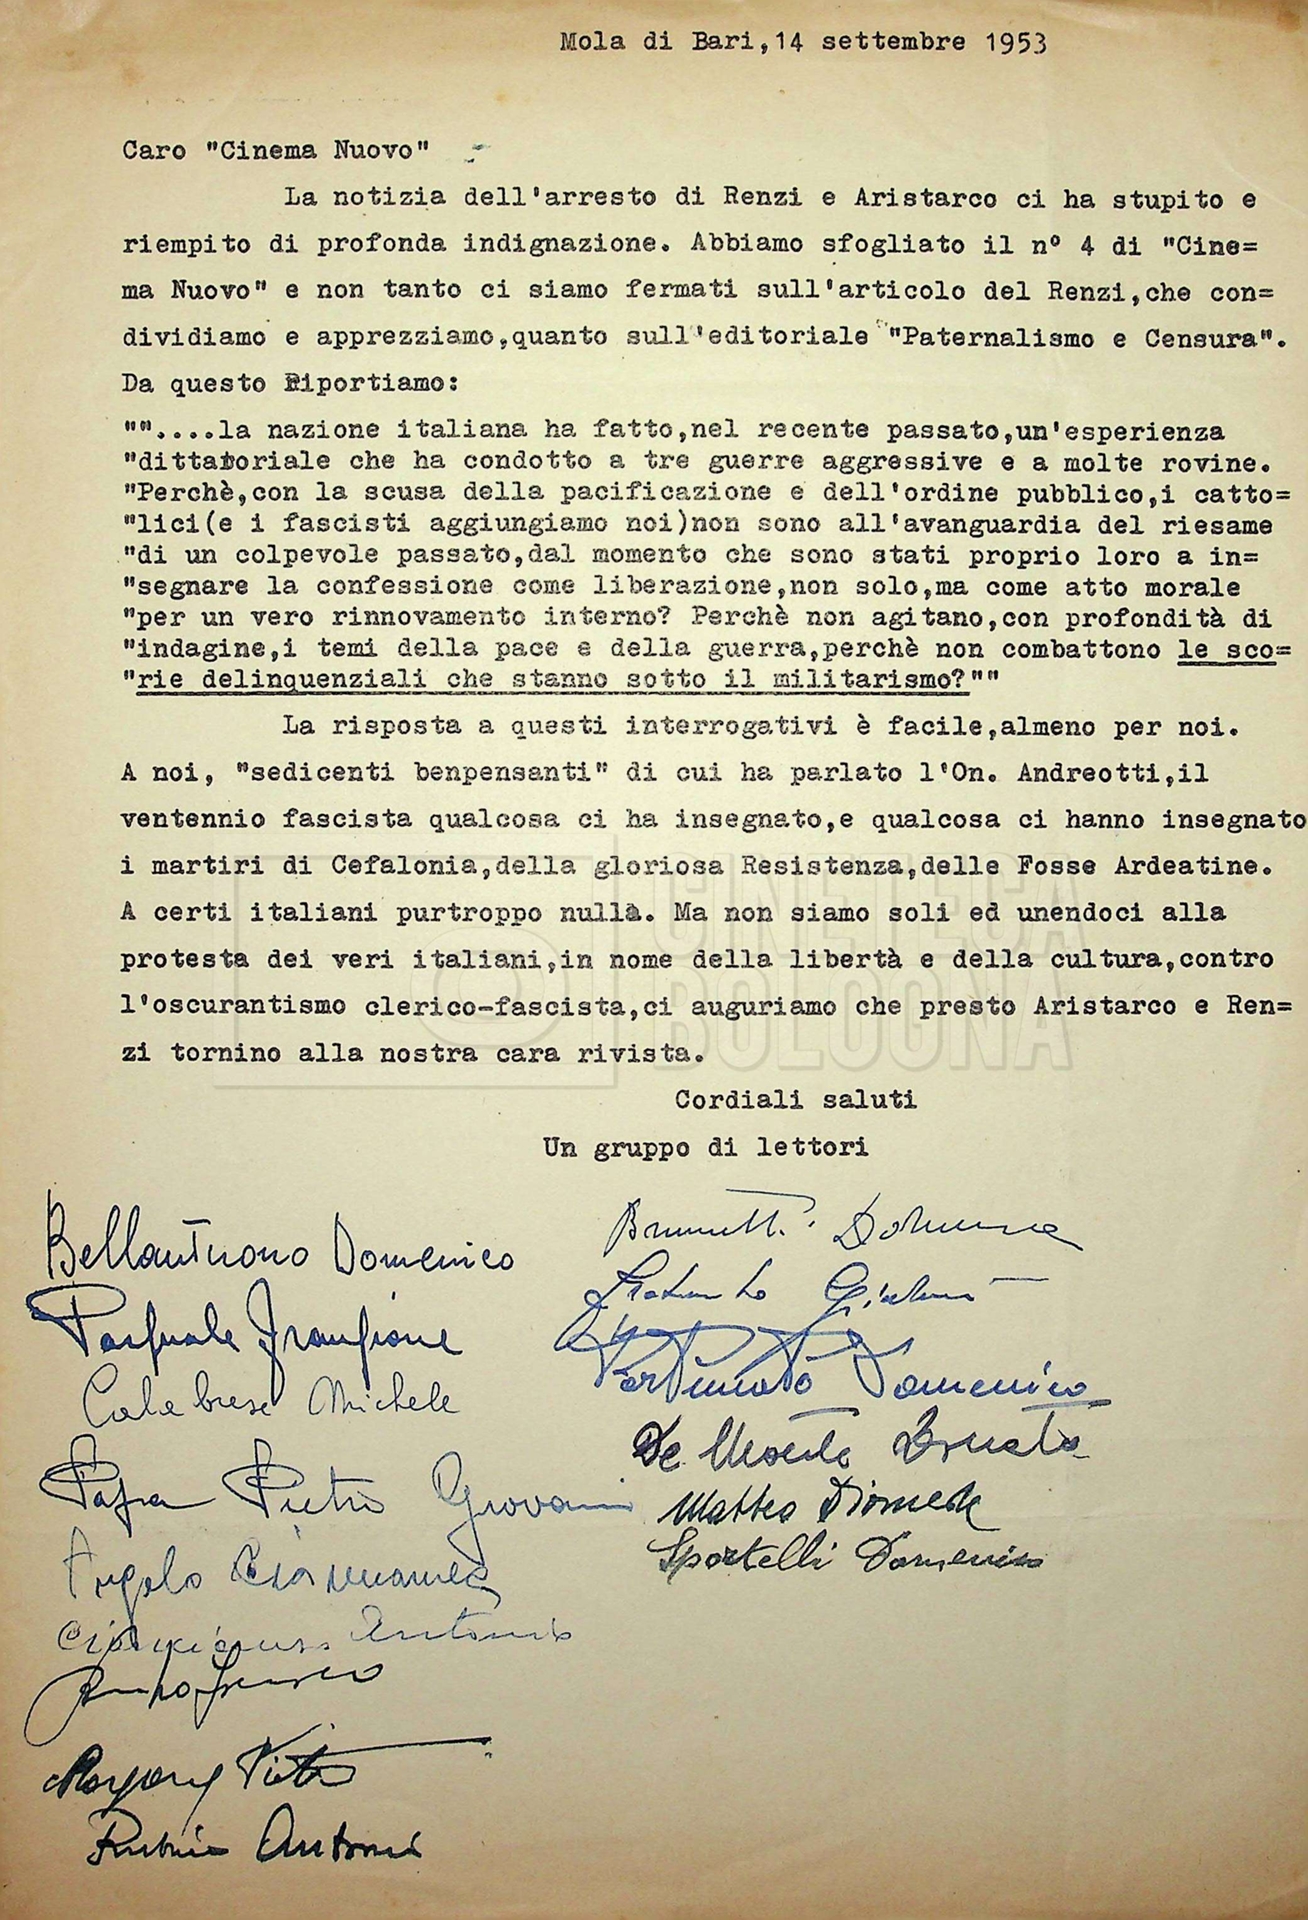 Mola di Bari,14 settembre 1953
Caro "Cinema Nuovo"
La notizia dell'arresto di Renzi e Aristarco ci ha stupito e
riempito di profonda indignazione. Abbiamo sfogliato il nº 4 di "Cine=
ma Nuovo" e non tanto ci siamo fermati sull'articolo del Renzi,che con=
dividiamo e apprezziamo,quanto sull'editoriale "Paternalismo e Censura".
Da questo Riportiamo:
""....la nazione italiana ha fatto,nel recente passato,un'esperienza
"dittatoriale che ha condotto a tre guerre aggressive e a molte rovine.
"Perchè,con la scusa della pacificazione e dell'ordine pubblico,i catto=
"lici(e i fascisti aggiungiamo noi)non sono all'avanguardia del riesame
"di un colpevole passato,dal momento che sono stati proprio loro a in=
"segnare la confessione come liberazione,non solo,ma come atto morale
"per un vero rinnovamento interno? Perchè non agitano,con profondità di
"indagine,i temi della pace e della guerra,perchè non combattono le sco=
"rie delinquenziali che stanno sotto il militarismo?""
La risposta a questi interrogativi è facile,almeno per noi.
A noi, "sedicenti benpensanti" di cui ha parlato l'On. Andreotti,il
ventennio fascista qualcosa ci ha insegnato,e qualcosa ci hanno insegnato
i martiri di Cefalonia,della gloriosa Resistenza,delle Fosse Ardeatine.
A certi italiani purtroppo nulla. Ma non siamo soli ed unendoci alla
protesta dei veri italiani,in nome della libertà e della cultura,contro
l'oscurantismo clerico-fascista,ci auguriamo che presto Aristarco e Ren=
zi tornino alla nostra cara rivista.
CINETECA
BOLOGNA
Cordiali saluti
Un gruppo di lettori
Bellantuono Domenico
Pasquale
Calabrese Michele
Pietro Giovanni
Angelo
Antonio
Rubino Antonio
Brunetti
Fortunato Domenico
De
Matteo Diomede
Sportelli Domenico